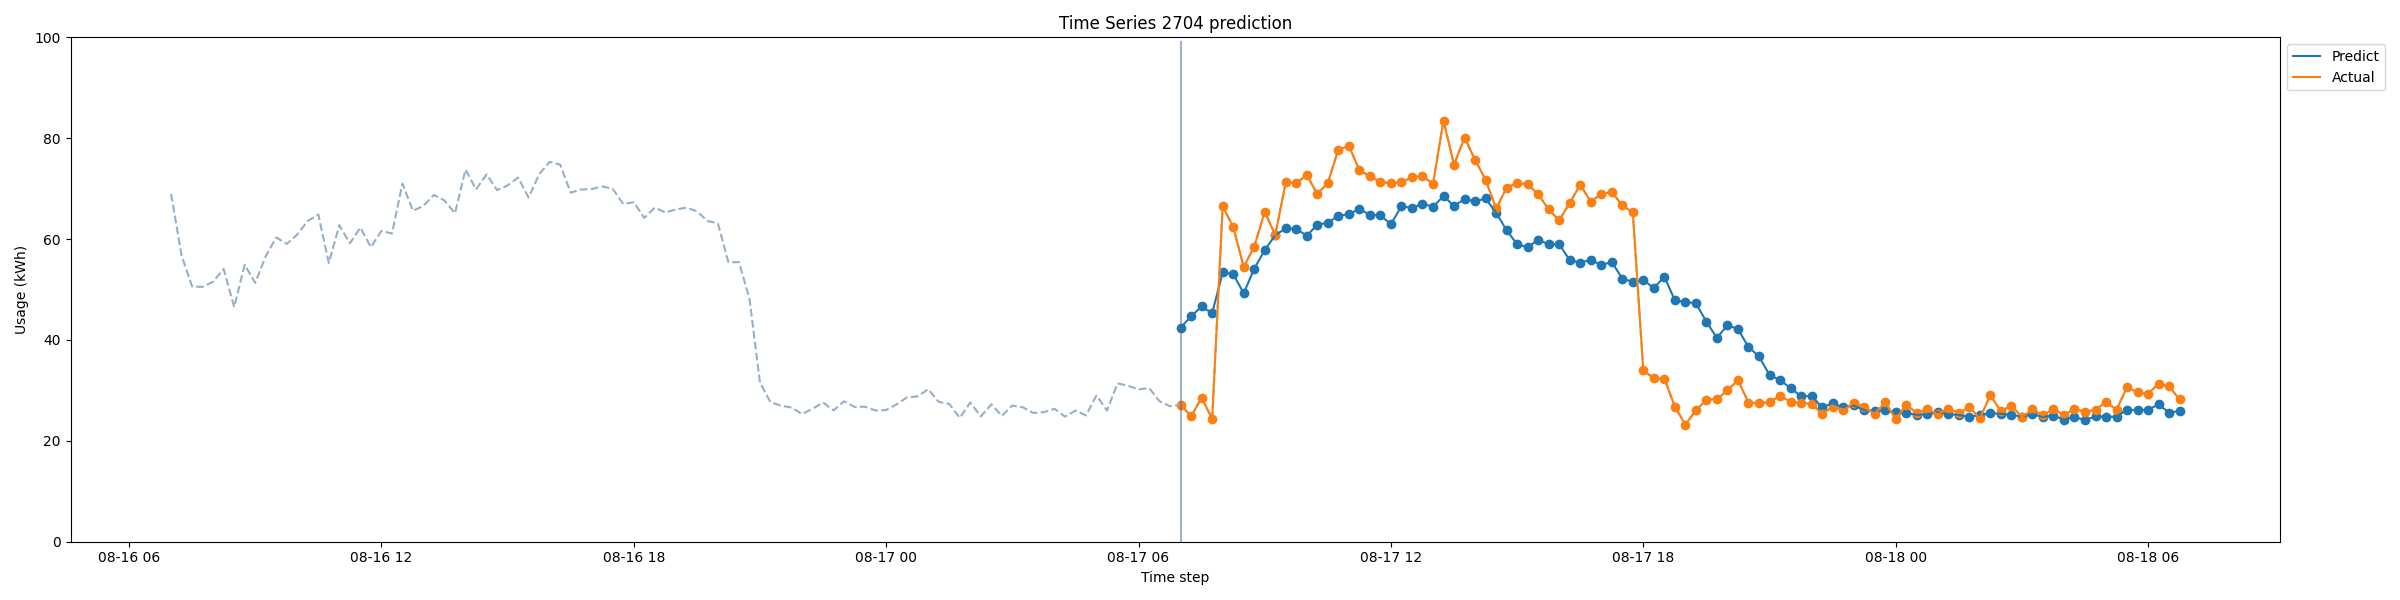 Time Series 2704 prediction
100
80
60
40
20
0
Usage (kWh)
08-16 06 08-16 12 08-16 18 08-17 00 08-17 06 08-17 12 08-17 18 08-18 00 08-18 06
Time step
Predict
Actual